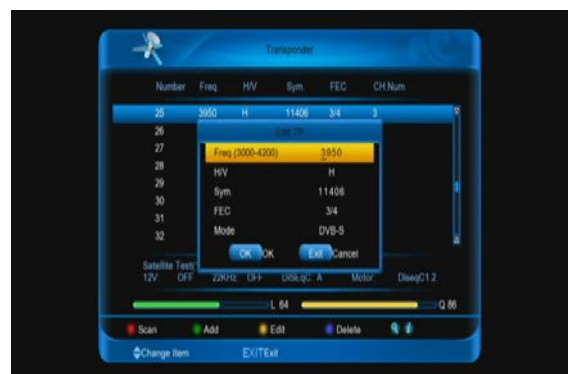 Transponder
Number Freq H/V Sym. FEC CH.Num
25 3950 H 11406 3/4 3
26
27
28
29
30
31
32
Edit TP
Freq (3000-4200) 3950
H/V H
Sym. 11406
FEC 3/4
Mode DVB-S
OK OK Exit Cancel
Satellite Test(
12V: OFF 22KHz: OFF DiSEqC: A Motor: DiseqC1.2
L 64 Q 86
Scan Add Edit Delete
Change Item EXIT Exit